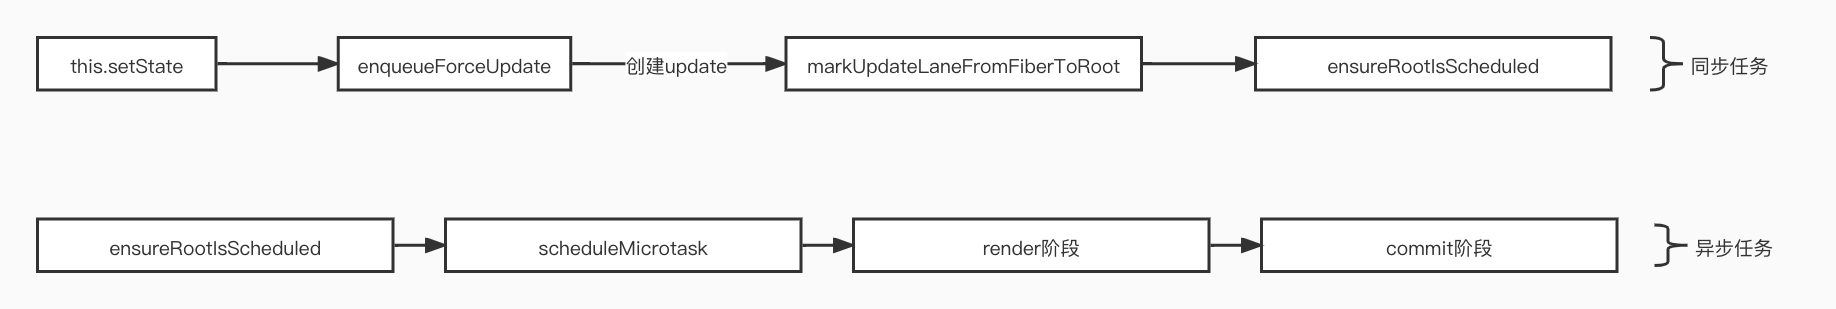 this.setState
enqueueForceUpdate
创建update
markUpdateLaneFromFiberToRoot
ensureRootIsScheduled
同步任务
ensureRootIsScheduled
scheduleMicrotask
render阶段
commit阶段
异步任务